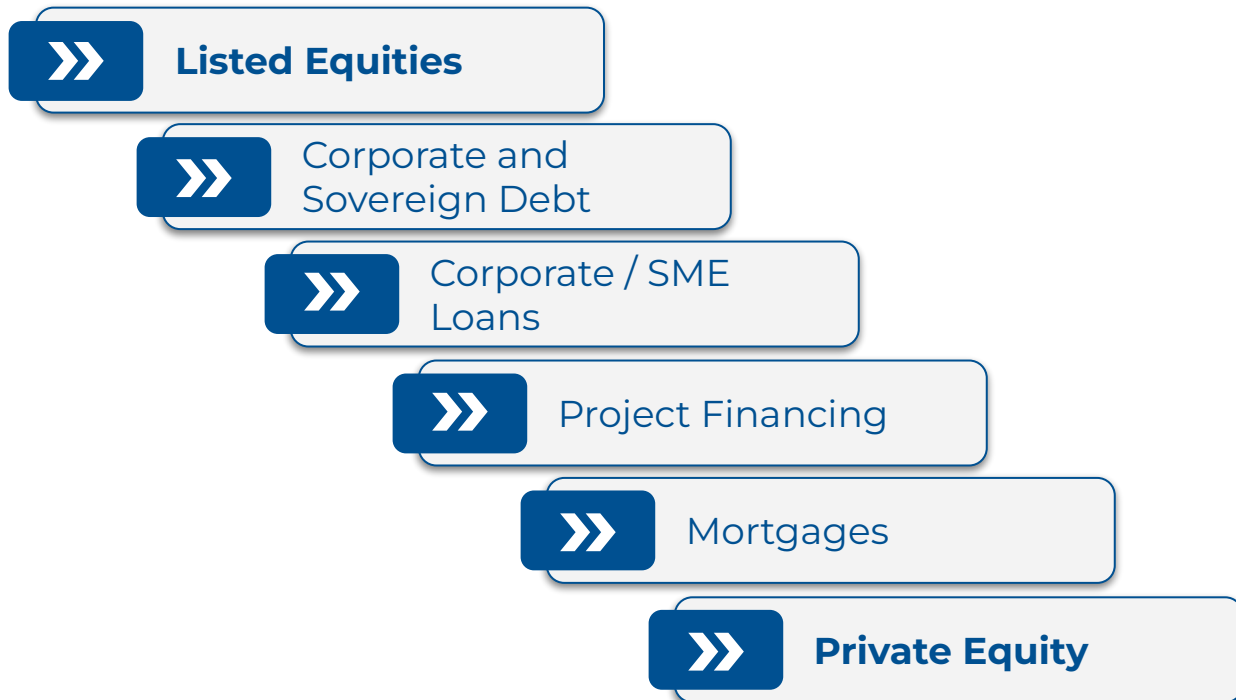 Listed Equities
Corporate and
Sovereign Debt
Corporate / SME
Loans
Project Financing
Mortgages
Private Equity